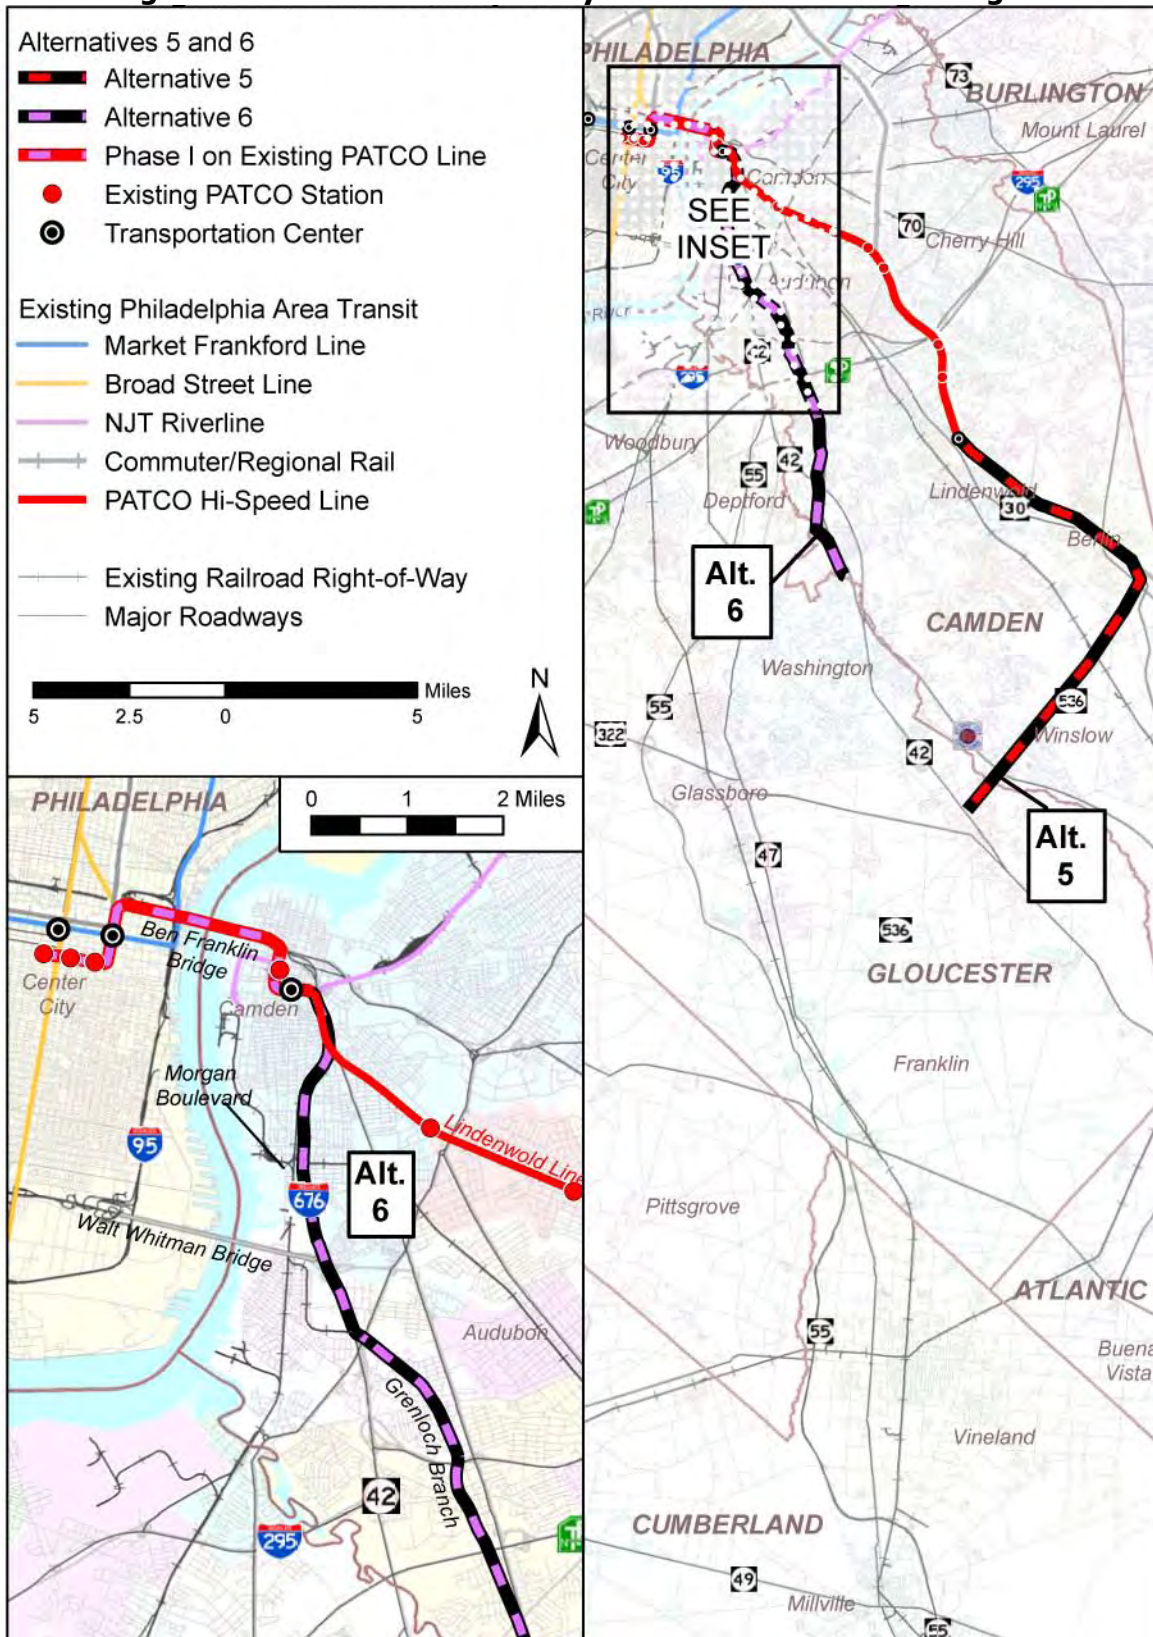 Alternatives 5 and 6
Alternative 5
Alternative 6
Phase I on Existing PATCO Line
Existing PATCO Station
Transportation Center
Existing Philadelphia Area Transit
Market Frankford Line
Broad Street Line
NJT Riverline
Commuter/Regional Rail
PATCO Hi-Speed Line
Existing Railroad Right-of-Way
Major Roadways
Miles
5 2.5 0 5
N
PHILADELPHIA
0 1 2 Miles
Ben Franklin
Bridge
Center
City
Camden
Morgan
Boulevard
95
Lindenwold Line
Alt.
6
676
Walt Whitman Bridge
Audubon
Grenloch Branch
42
295
PHILADELPHIA
73
BURLINGTON
Mount Laurel
Center
City
95
Camden
295
SEE
INSET
70
Cherry Hill
Audubon
River
42
295
Woodbury
42
55
Deptford
Lindenwold
30
Berlin
Alt.
6
CAMDEN
Washington
55
536
322
Winslow
42
Glassboro
Alt.
5
47
536
GLOUCESTER
Franklin
Pittsgrove
ATLANTIC
55
Buena
Vista
Vineland
CUMBERLAND
49
Millville
55